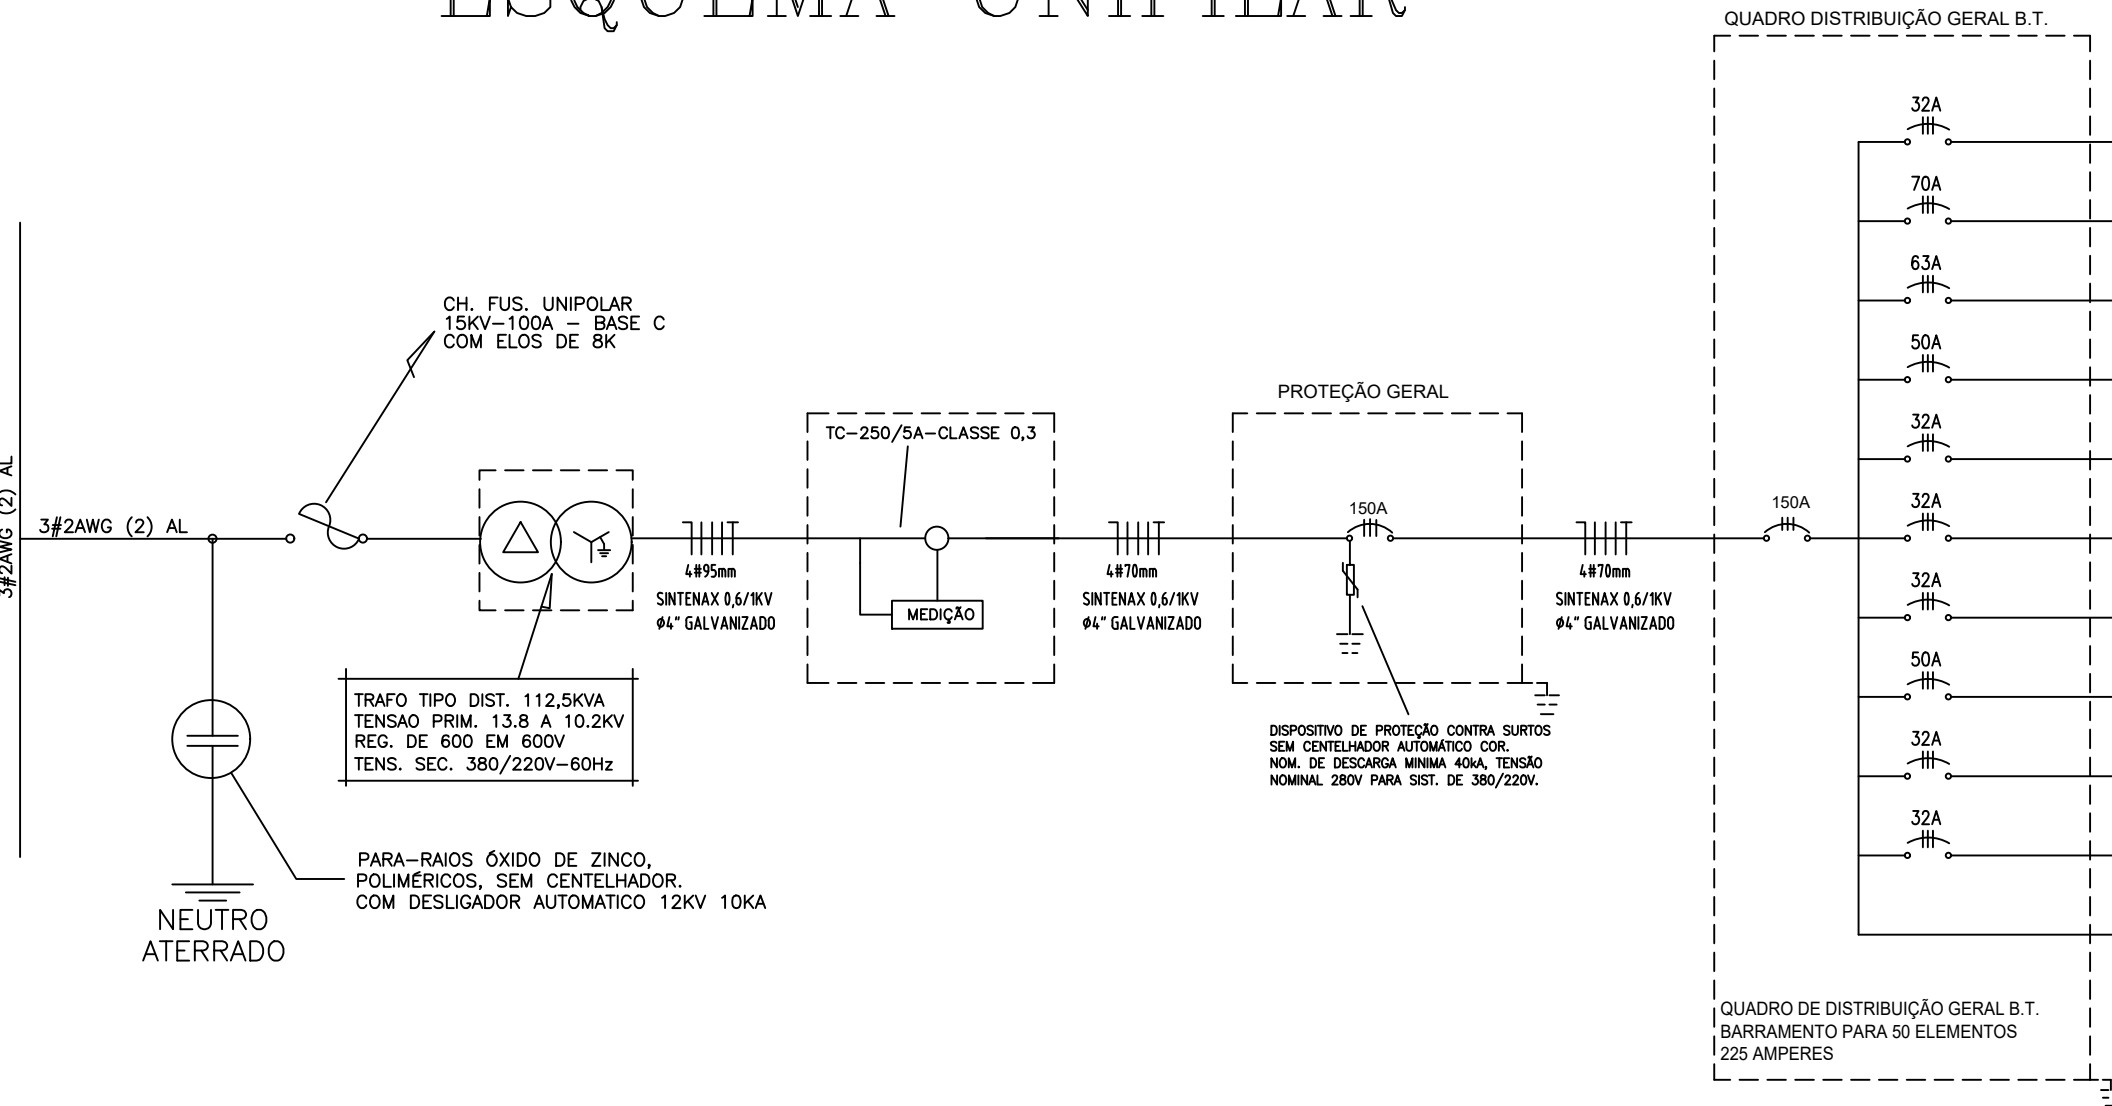 ESQUEMA UNIFILAR
QUADRO DISTRIBUIÇÃO GERAL B.T.
3#2AWG (2) AL
3#2AWG (2) AL
CH. FUS. UNIPOLAR
15KV-100A - BASE C
COM ELOS DE 8K
TRAFO TIPO DIST. 112,5KVA
TENSAO PRIM. 13.8 A 10.2KV
REG. DE 600 EM 600V
TENS. SEC. 380/220V-60Hz
PARA-RAIOS ÓXIDO DE ZINCO,
POLIMÉRICOS, SEM CENTELHADOR.
COM DESLIGADOR AUTOMATICO 12KV 10KA
NEUTRO
ATERRADO
4#95mm
SINTENAX 0,6/1KV
Ø4" GALVANIZADO
TC-250/5A-CLASSE 0,3
MEDIÇÃO
4#70mm
SINTENAX 0,6/1KV
Ø4" GALVANIZADO
PROTEÇÃO GERAL
150A
DISPOSITIVO DE PROTEÇÃO CONTRA SURTOS
SEM CENTELHADOR AUTOMÁTICO COR.
NOM. DE DESCARGA MINIMA 40kA, TENSÃO
NOMINAL 280V PARA SIST. DE 380/220V.
4#70mm
SINTENAX 0,6/1KV
Ø4" GALVANIZADO
150A
32A
70A
63A
50A
32A
32A
32A
50A
32A
32A
QUADRO DE DISTRIBUIÇÃO GERAL B.T.
BARRAMENTO PARA 50 ELEMENTOS
225 AMPERES